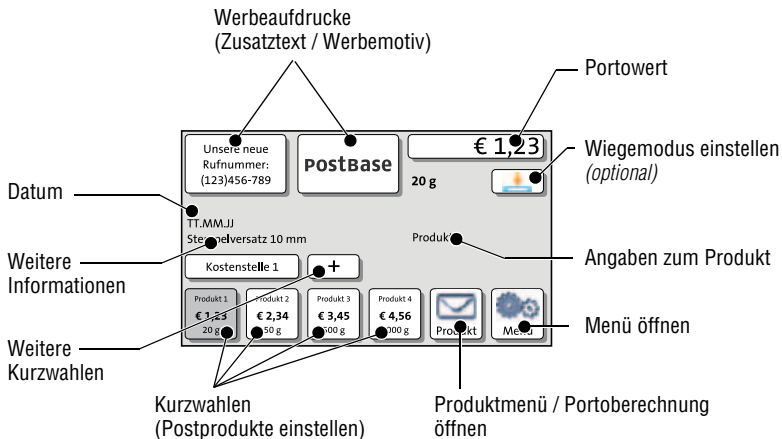 Werbeaufdrucke
(Zusatztext / Werbemotiv)
Portowert
Unsere neue
Rufnummer:
(123)456-789
POSTBASE
€ 1,23
20 g
Wiegemodus einstellen
(optional)
Datum
TT.MM.JJ
Stempelversatz 10 mm
Produkt
Weitere
Informationen
Kostenstelle 1
+
Angaben zum Produkt
Produkt 1
€ 1,23
20 g
Produkt 2
€ 2,34
50 g
Produkt 3
€ 3,45
500 g
Produkt 4
€ 4,56
1000 g
Produkt
Menü
Menü öffnen
Weitere
Kurzwahlen
Kurzwahlen
(Postprodukte einstellen)
Produktmenü / Portoberechnung
öffnen